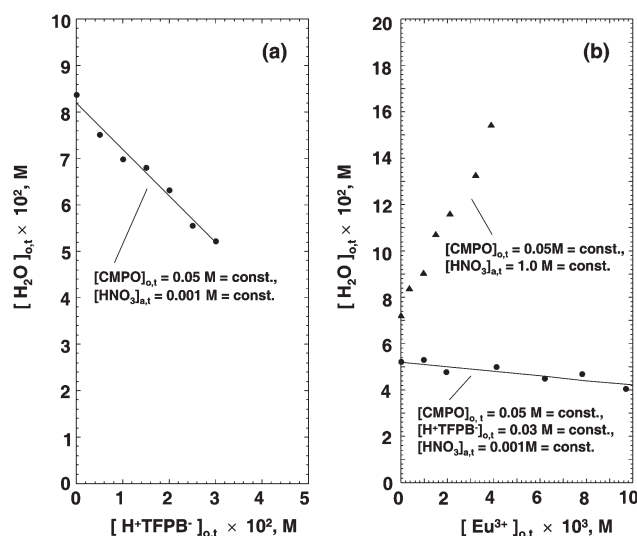 (a)
10
9
8
7
6
5
4
3
2
1
0
[ H₂O ]ₒ,ₜ × 10², M
[CMPO]ₒ,ₜ = 0.05 M = const.,
[HNO₃]ₐ,ₜ = 0.001 M = const.
0 1 2 3 4 5
[ H⁺TFPB⁻ ]ₒ,ₜ × 10², M
(b)
20
18
16
14
12
10
8
6
4
2
0
[ H₂O ]ₒ,ₜ × 10², M
[CMPO]ₒ,ₜ = 0.05M = const.,
[HNO₃]ₐ,ₜ = 1.0 M = const.
[CMPO]ₒ,ₜ = 0.05 M = const.,
[H⁺TFPB⁻]ₒ,ₜ = 0.03 M = const.,
[HNO₃]ₐ,ₜ = 0.001M = const.
0 2 4 6 8 10
[ Eu³⁺ ]ₒ,ₜ × 10³, M